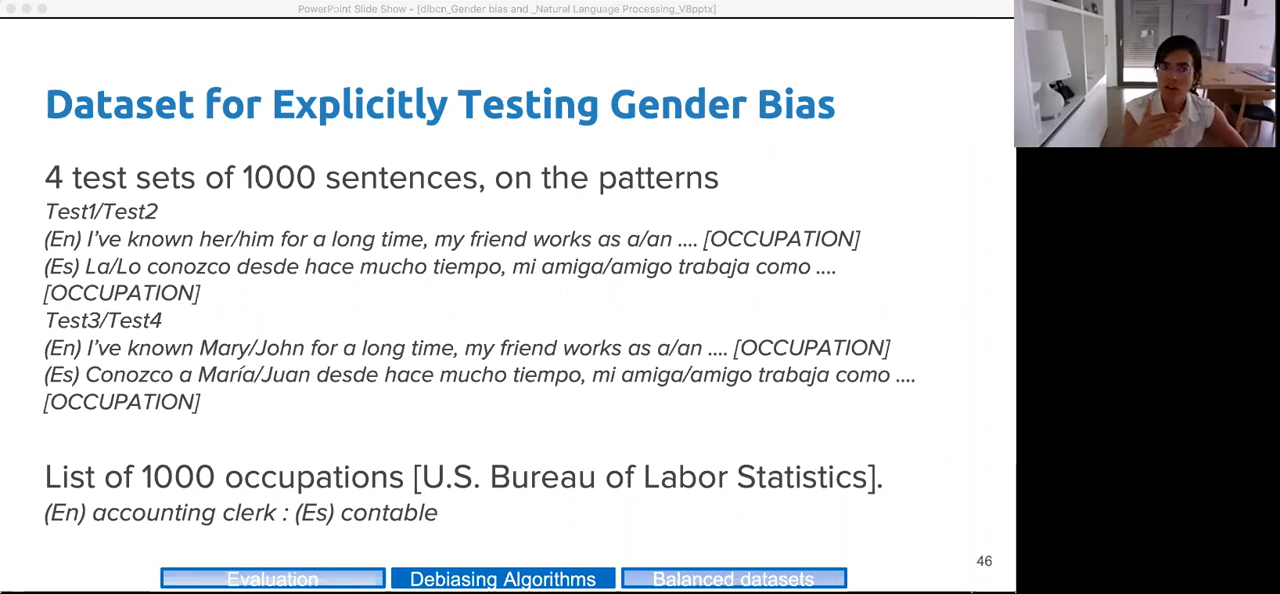 PowerPoint Slide Show - [dlbcn_Gender bias and _Natural Language Processing_V8pptx]
Dataset for Explicitly Testing Gender Bias
4 test sets of 1000 sentences, on the patterns
Test1/Test2
(En) I've known her/him for a long time, my friend works as a/an .... [OCCUPATION]
(Es) La/Lo conozco desde hace mucho tiempo, mi amiga/amigo trabaja como ....
[OCCUPATION]
Test3/Test4
(En) I've known Mary/John for a long time, my friend works as a/an .... [OCCUPATION]
(Es) Conozco a María/Juan desde hace mucho tiempo, mi amiga/amigo trabaja como ....
[OCCUPATION]
List of 1000 occupations [U.S. Bureau of Labor Statistics].
(En) accounting clerk : (Es) contable
46
Evaluation
Debiasing Algorithms
Balanced datasets